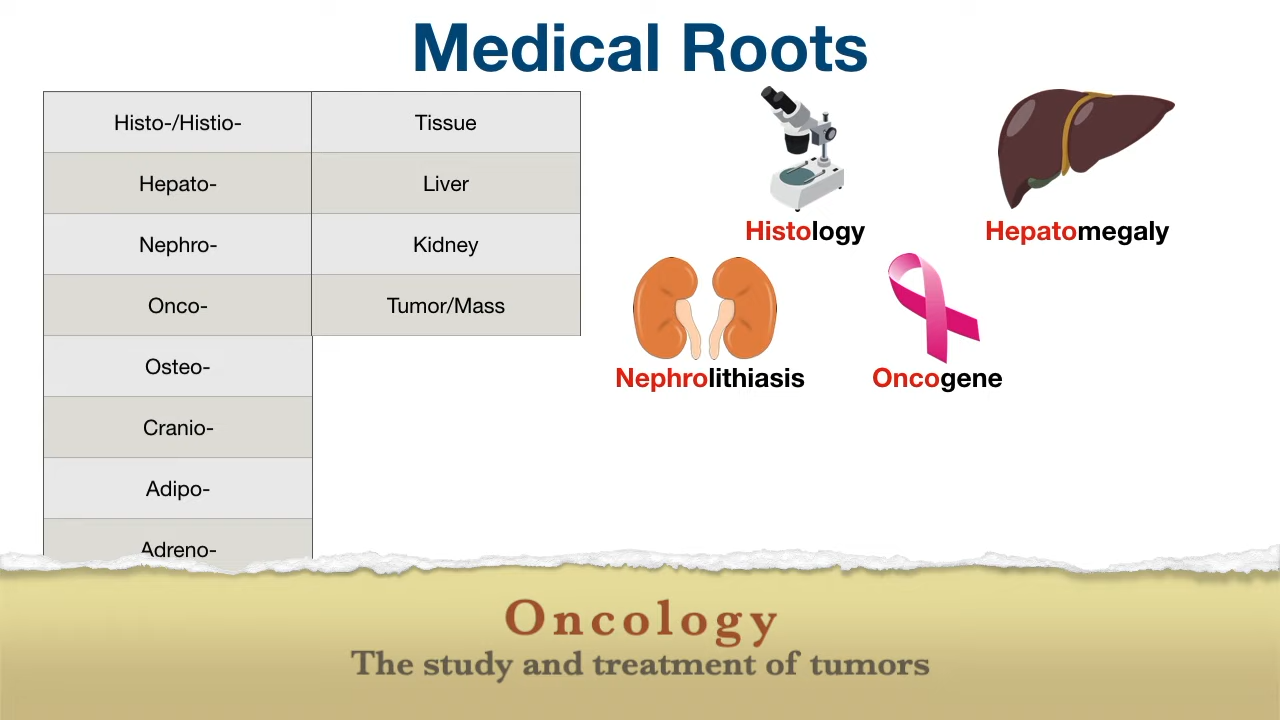 Medical Roots
Histo-/Histio- Tissue
Hepato- Liver
Nephro- Kidney
Onco- Tumor/Mass
Osteo-
Cranio-
Adipo-
Adreno-
Histology
Hepatomegaly
Nephrolithiasis
Oncogene
Oncology
The study and treatment of tumors